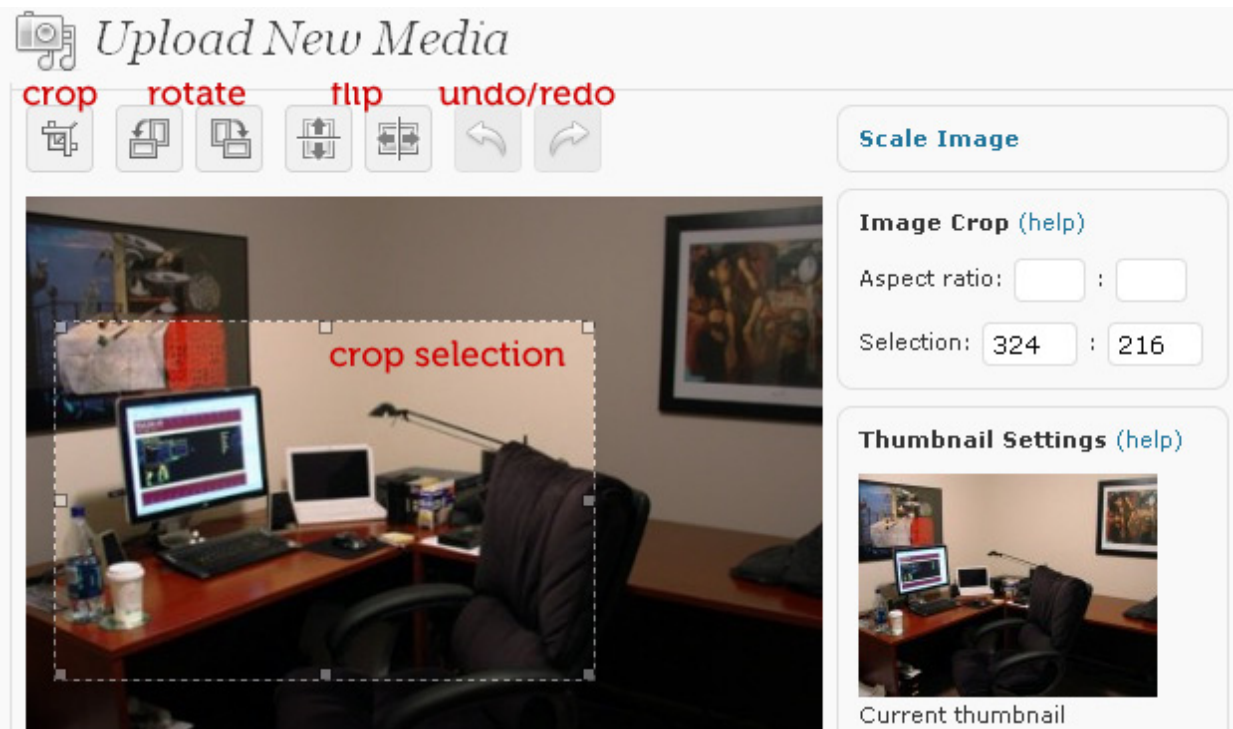 Upload New Media
crop rotate flip undo/redo
Scale Image
Image Crop (help)
Aspect ratio: :
Selection: 324 : 216
crop selection
Thumbnail Settings (help)
Current thumbnail